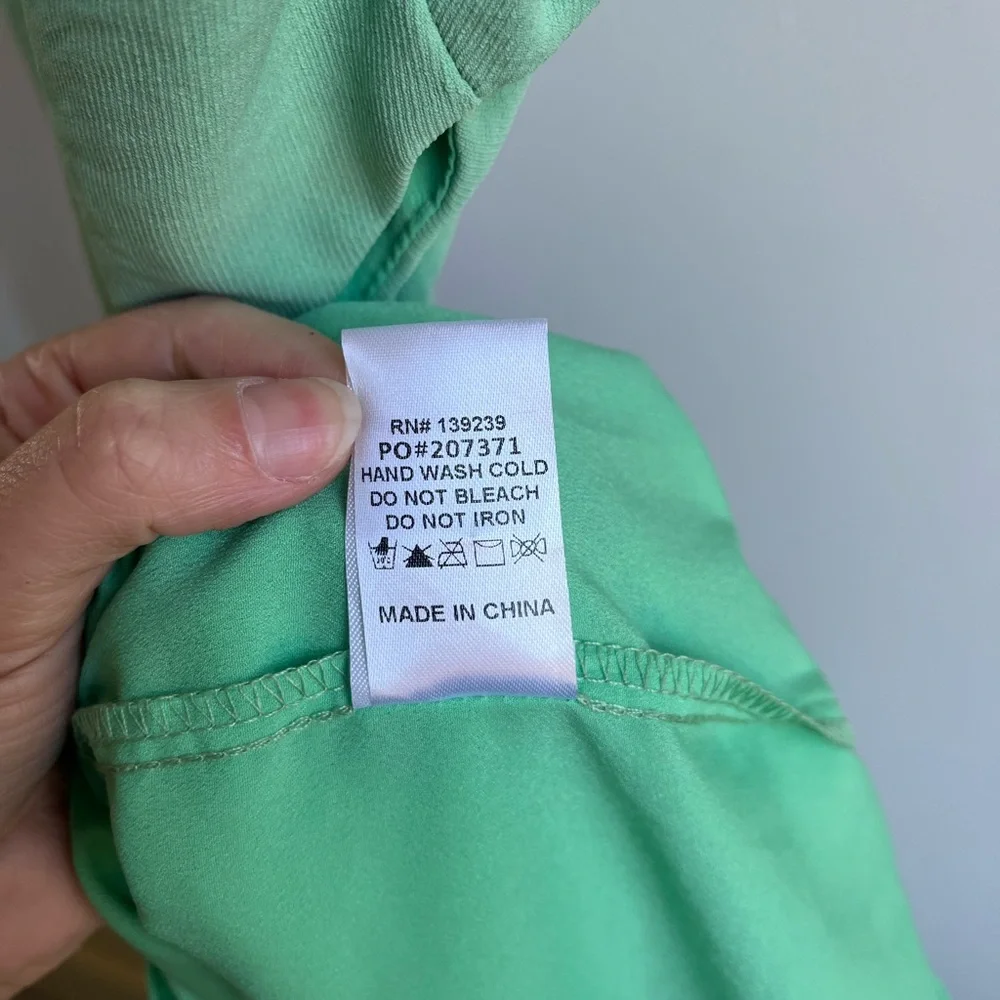 RN# 139239
PO#207371
HAND WASH COLD
DO NOT BLEACH
DO NOT IRON
MADE IN CHINA